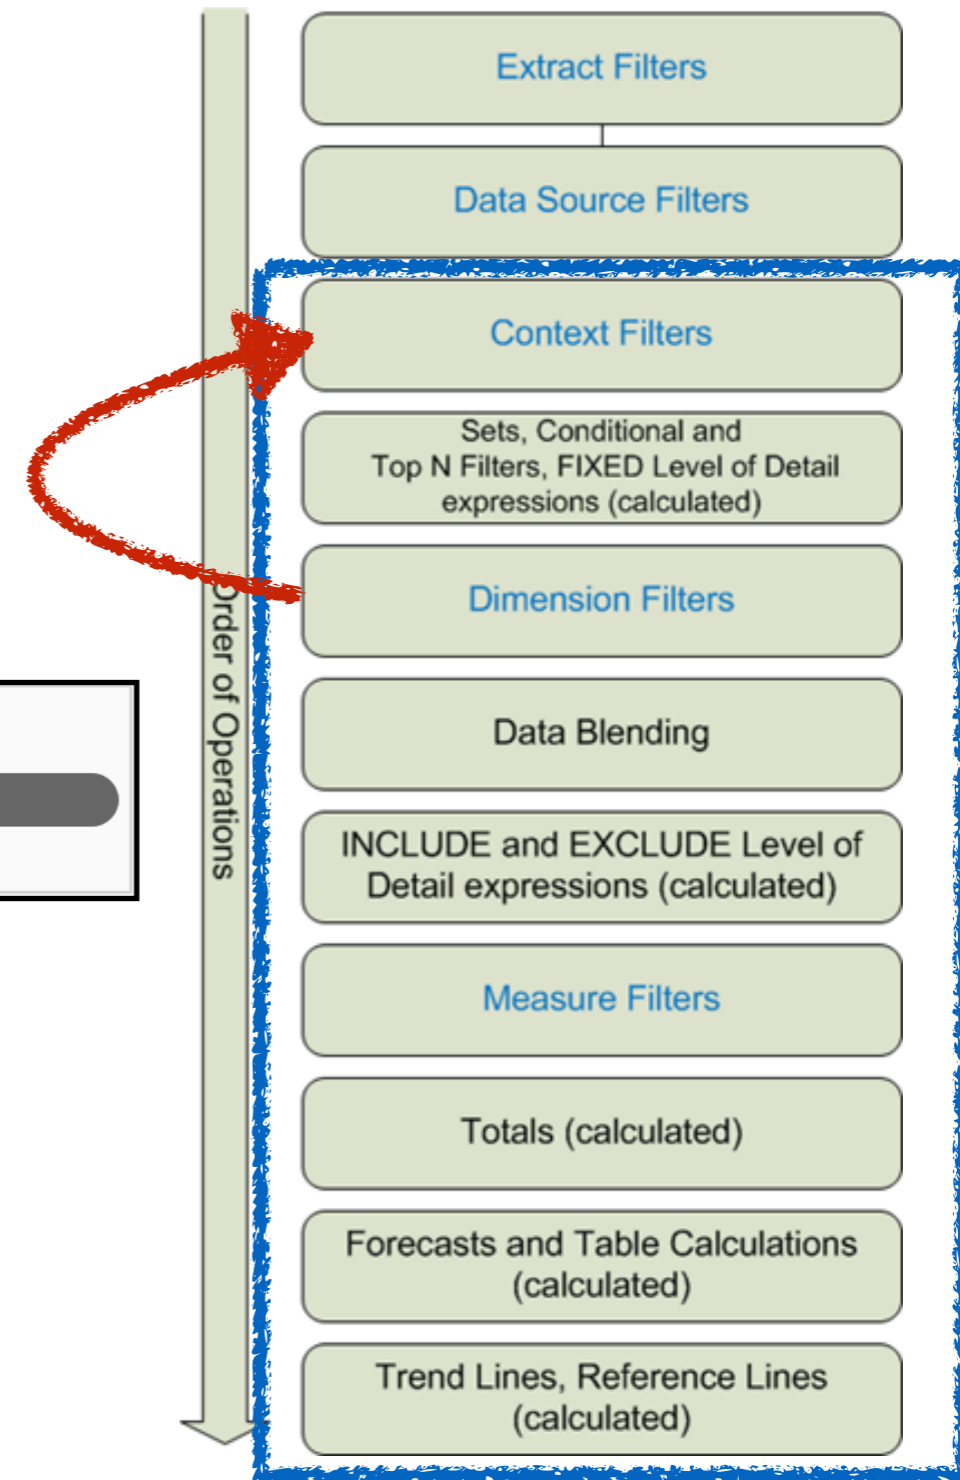 Extract Filters
Data Source Filters
Context Filters
Sets, Conditional and
Top N Filters, FIXED Level of Detail
expressions (calculated)
Dimension Filters
Order of Operations
Data Blending
INCLUDE and EXCLUDE Level of
Detail expressions (calculated)
Measure Filters
Totals (calculated)
Forecasts and Table Calculations
(calculated)
Trend Lines, Reference Lines
(calculated)